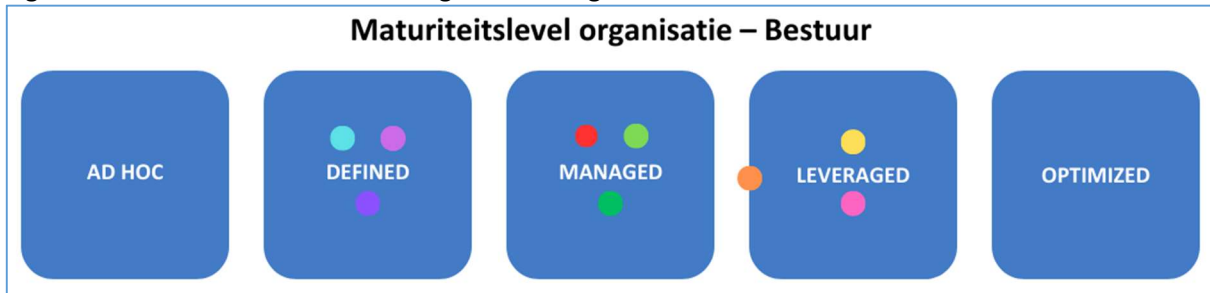 Maturiteitslevel organisatie – Bestuur
AD HOC
DEFINED
MANAGED
LEVERAGED
OPTIMIZED